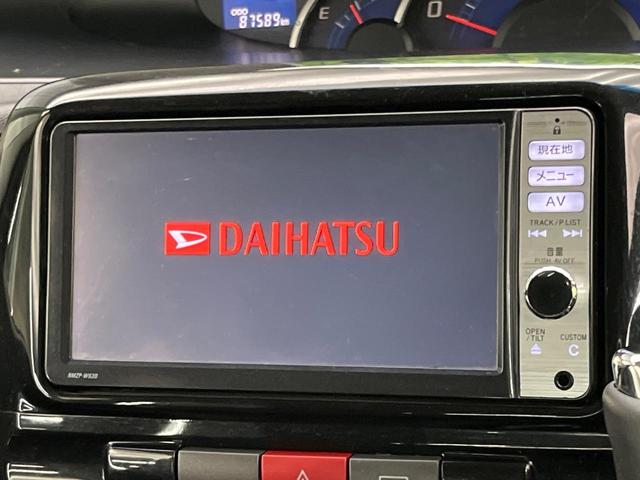 87589km
E
0
現在地
メニュー
AV
TRACK/P.LIST
音量
PUSH AV OFF
OPEN
/TILT
CUSTOM
C
DAIHATSU